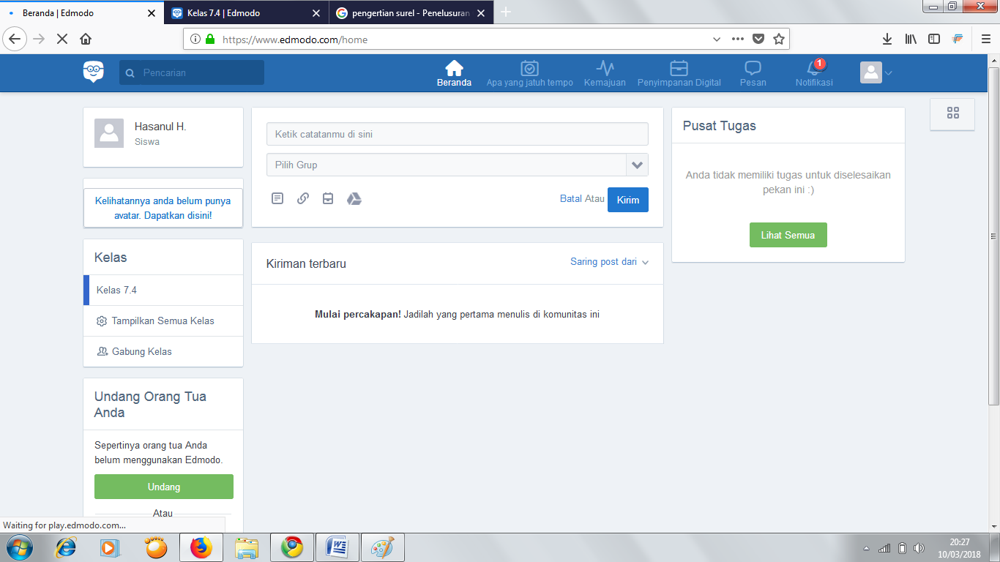 Beranda | Edmodo
Kelas 7.4 | Edmodo
pengertian surel - Penelusuran
https://www.edmodo.com/home
Pencarian
Beranda
Apa yang jatuh tempo
Kemajuan
Penyimpanan Digital
Pesan
Notifikasi
1
Hasanul H.
Siswa
Kelihatannya anda belum punya
avatar. Dapatkan disini!
Kelas
Kelas 7.4
Tampilkan Semua Kelas
Gabung Kelas
Undang Orang Tua
Anda
Sepertinya orang tua Anda
belum menggunakan Edmodo.
Undang
Atau
Ketik catatanmu di sini
Pilih Grup
Batal Atau Kirim
Kiriman terbaru
Saring post dari
Mulai percakapan! Jadilah yang pertama menulis di komunitas ini
Pusat Tugas
Anda tidak memiliki tugas untuk diselesaikan
pekan ini :)
Lihat Semua
Waiting for play.edmodo.com...
20:27
10/03/2018